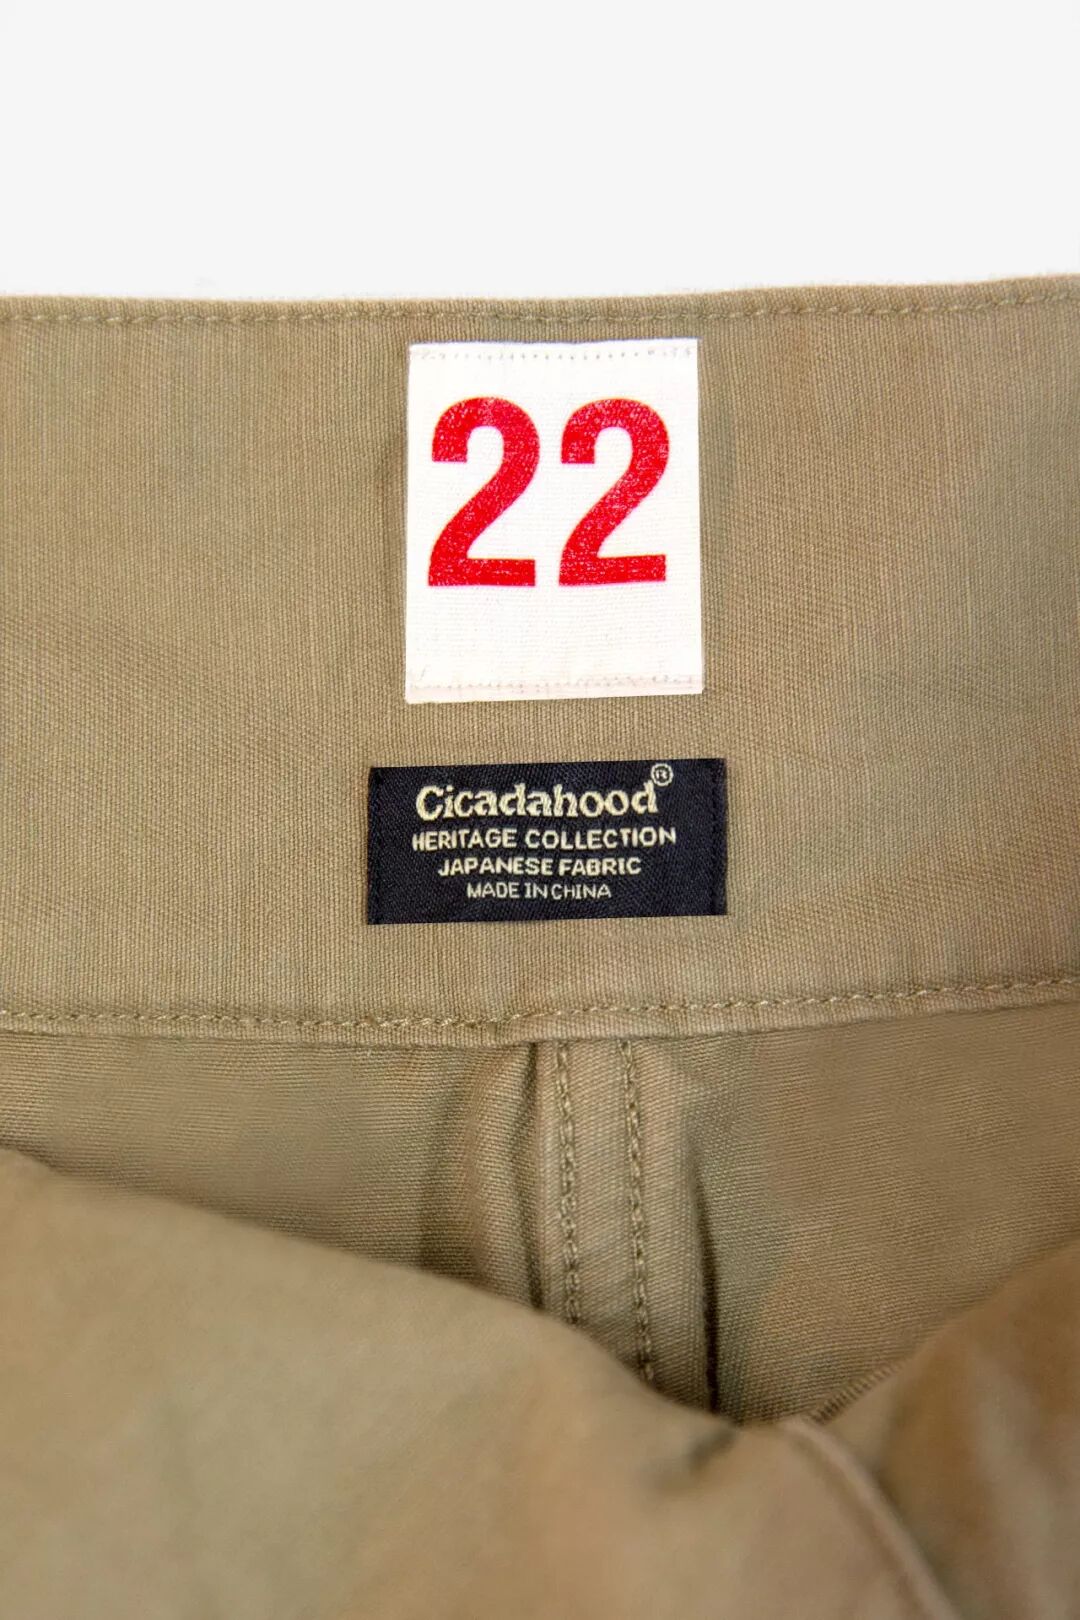 22
Cicadahood®
HERITAGE COLLECTION
JAPANESE FABRIC
MADE IN CHINA